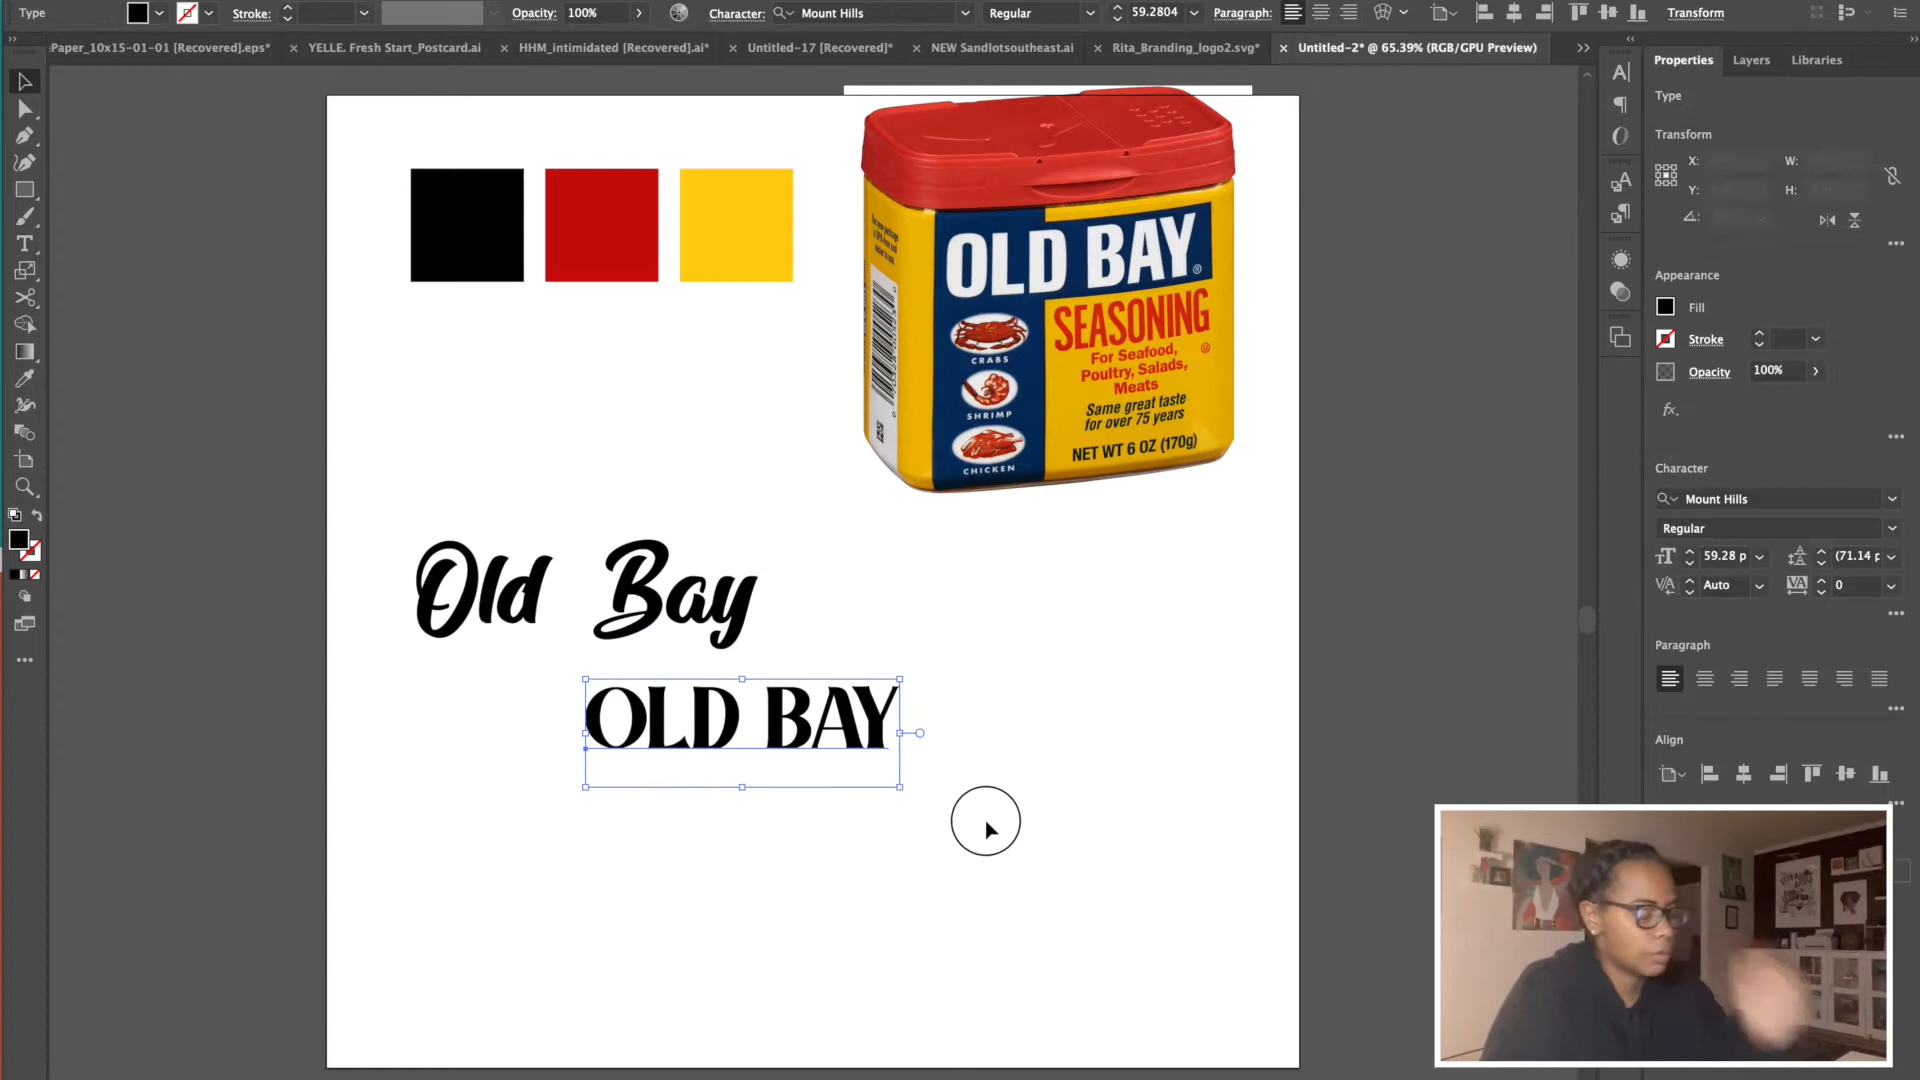 Type
Stroke:
Opacity: 100%
Character: Mount Hills
Regular
59.2804
Paragraph:
Transform
Paper_10x15-01-01 [Recovered].eps*
YELLE. Fresh Start_Postcard.ai
HHM_intimidated [Recovered].ai*
Untitled-17 [Recovered]*
NEW Sandlotsoutheast.ai
Rita_Branding_logo2.svg*
Untitled-2* @ 65.39% (RGB/GPU Preview)
Properties
Layers
Libraries
Type
Transform
X:
W:
Y:
H:
Appearance
Fill
Stroke
Opacity
100%
fx.
Character
Mount Hills
Regular
59.28 p
(71.14 p
Auto
0
Paragraph
Align
OLD BAY®
SEASONING
For Seafood,
Poultry, Salads,
Meats
Same great taste
for over 75 years
NET WT 6 OZ (170g)
CRABS
SHRIMP
CHICKEN
Old Bay
OLD BAY